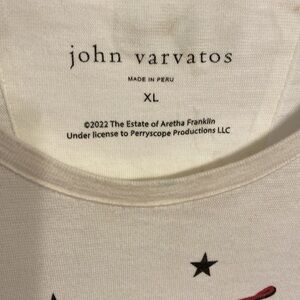 john varvatos
MADE IN PERU
XL
©2022 The Estate of Aretha Franklin
Under license to Perryscope Productions LLC